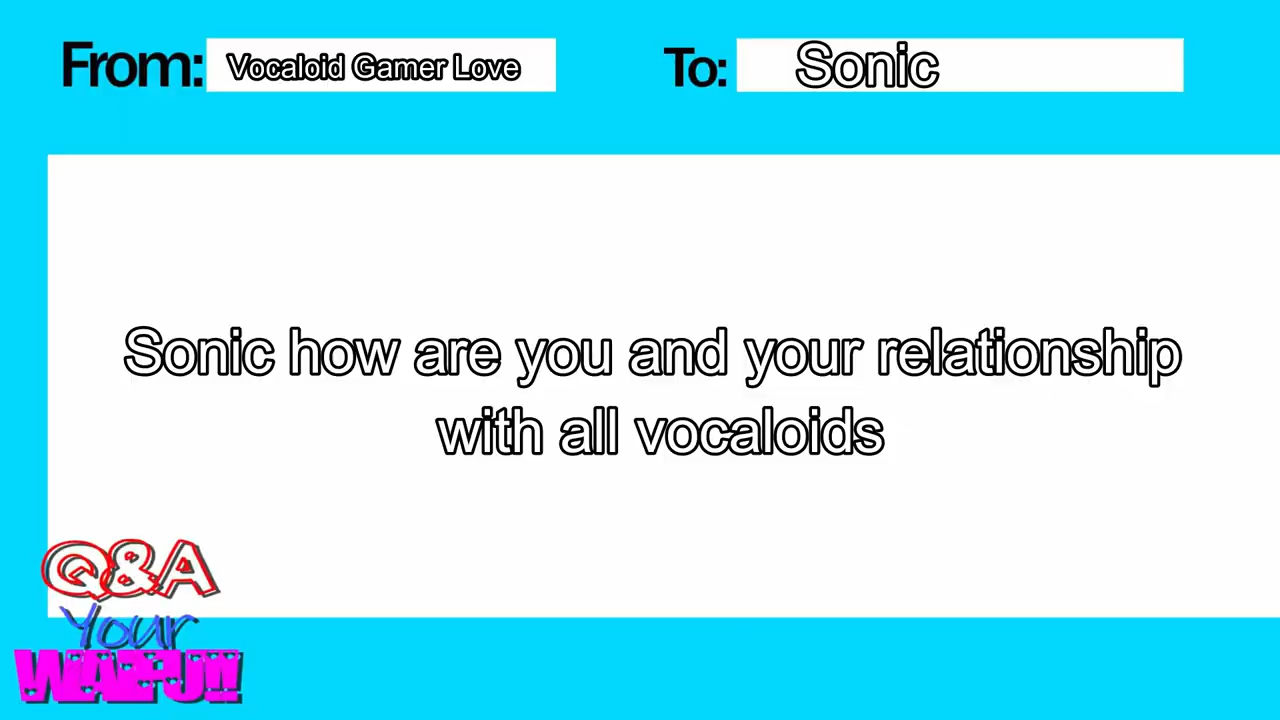 From: Vocaloid Gamer Love
To: Sonic
Sonic how are you and your relationship
with all vocaloids
Q&A
Your
WAIFU!!